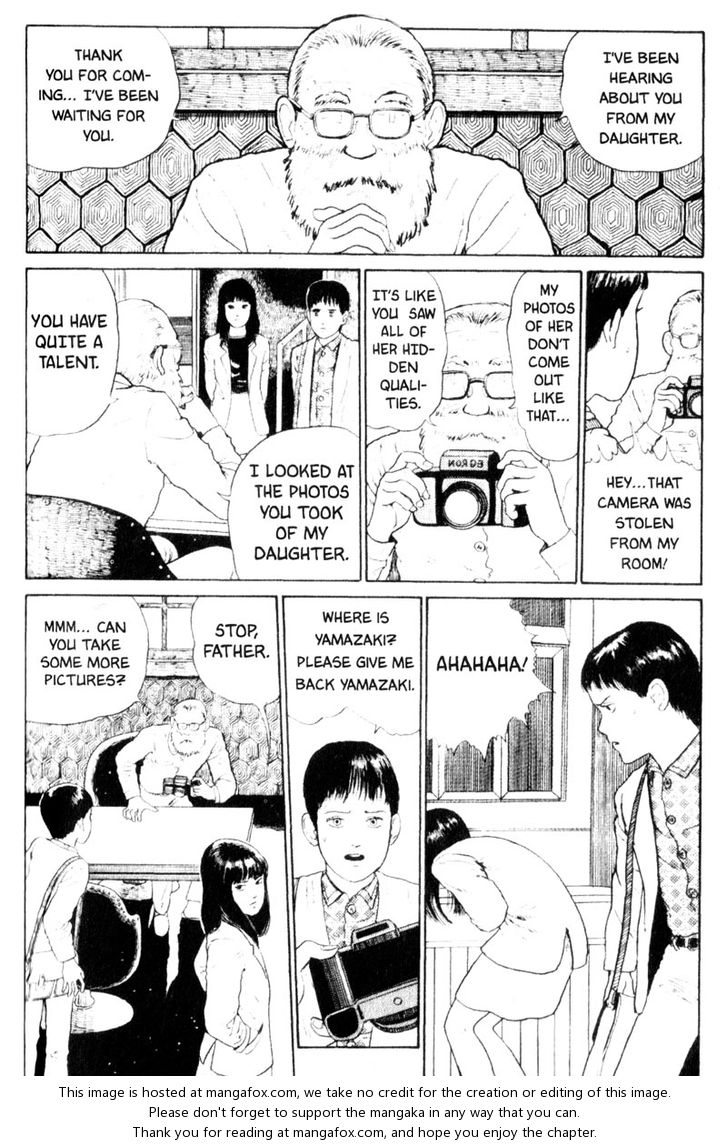 THANK
YOU FOR COM-
ING... I'VE BEEN
WAITING FOR
YOU.
I'VE BEEN
HEARING
ABOUT YOU
FROM MY
DAUGHTER.
YOU HAVE
QUITE A
TALENT.
I LOOKED AT
THE PHOTOS
YOU TOOK
OF MY
DAUGHTER.
IT'S LIKE
YOU SAW
ALL OF
HER HID-
DEN
QUALI-
TIES.
MY
PHOTOS
OF HER
DON'T
COME
OUT
LIKE
THAT...
HEY...THAT
CAMERA WAS
STOLEN
FROM MY
ROOM!
MMM... CAN
YOU TAKE
SOME MORE
PICTURES?
STOP,
FATHER.
WHERE IS
YAMAZAKI?
PLEASE GIVE ME
BACK YAMAZAKI.
AHAHAHA!
This image is hosted at mangafox.com, we take no credit for the creation or editing of this image.
Please don't forget to support the mangaka in any way that you can.
Thank you for reading at mangafox.com, and hope you enjoy the chapter.